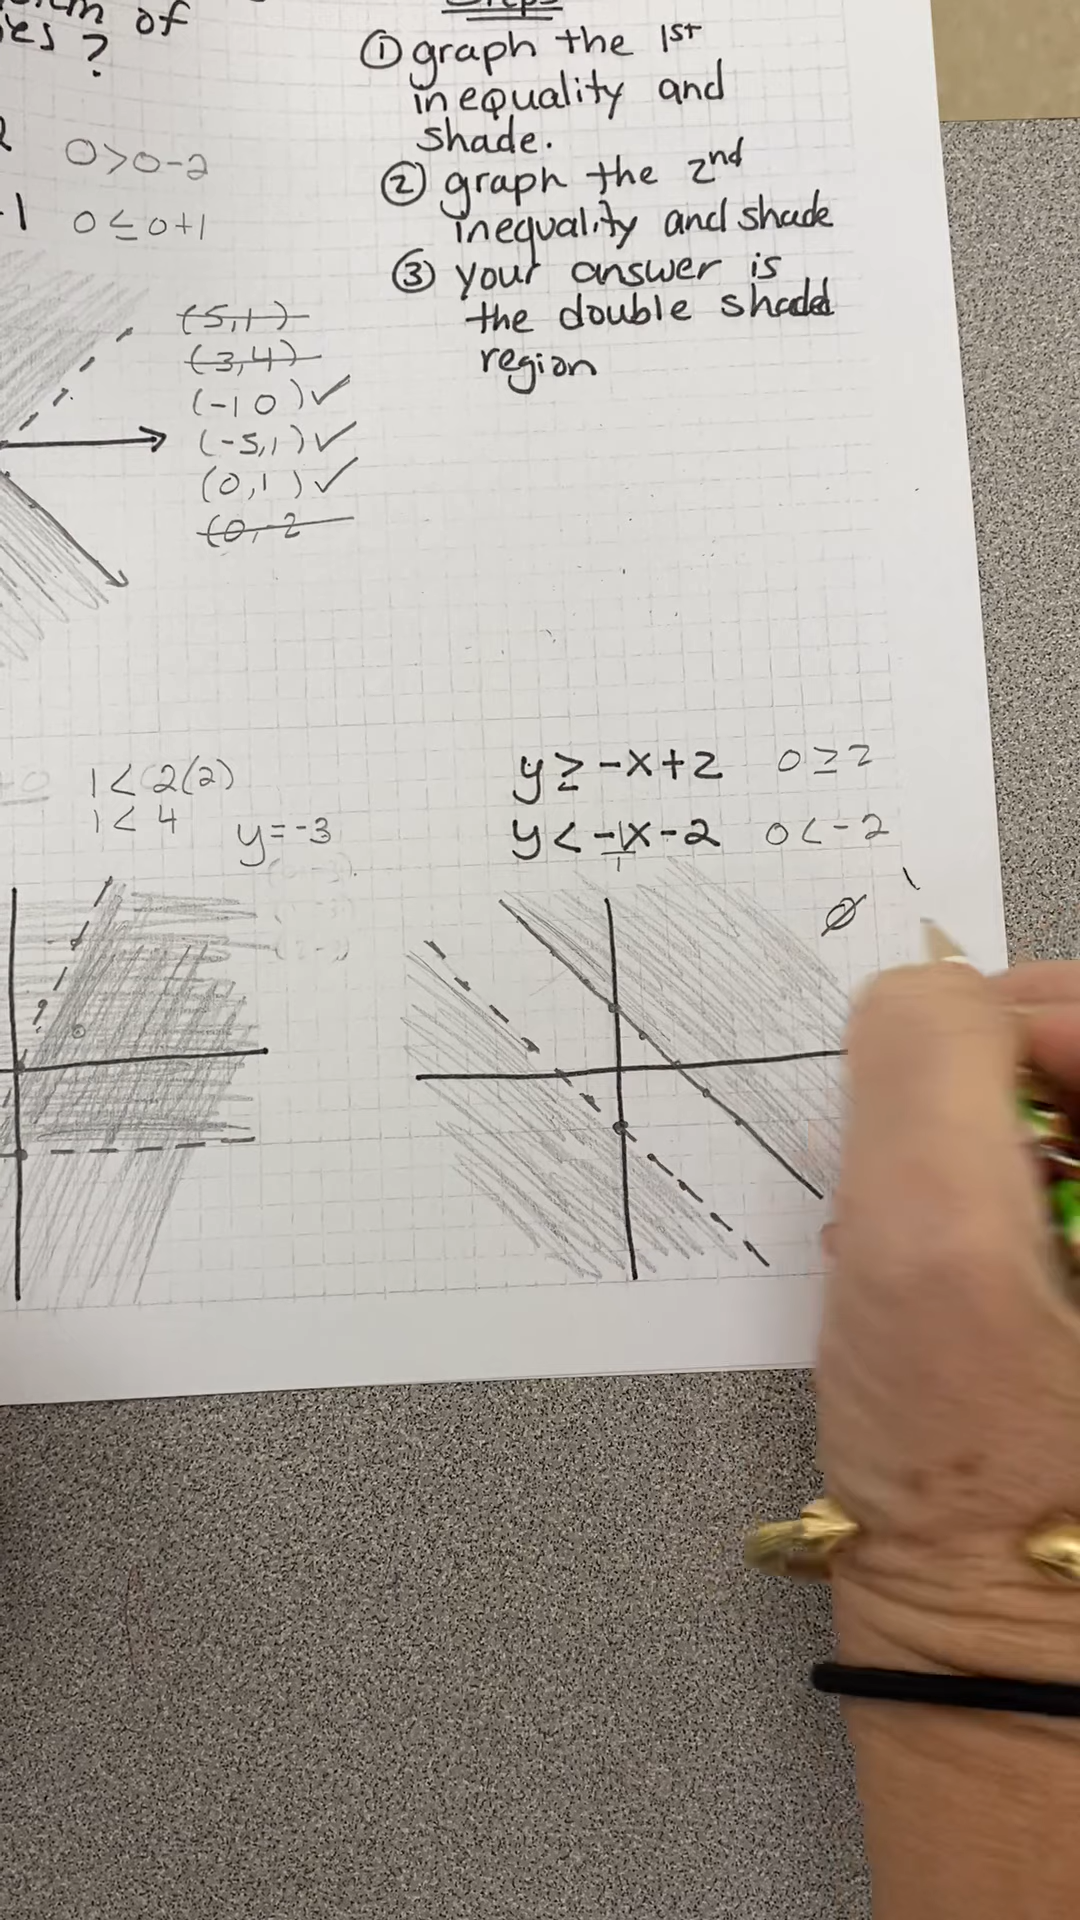 of
?
Steps
① graph the 1st
inequality and
shade.
② graph the 2nd
inequality and shade
③ your answer is
the double shaded
region
0>0-2
-1 0≤0+1
(5,1)
(3,4)
(-1 0)✓
(-5,1)✓
(0,1)✓
(0,-2
1<2(2)
1<4
y=-3
y≥-x+2 0≥2
y<-1x-2 0<-2
1
∅